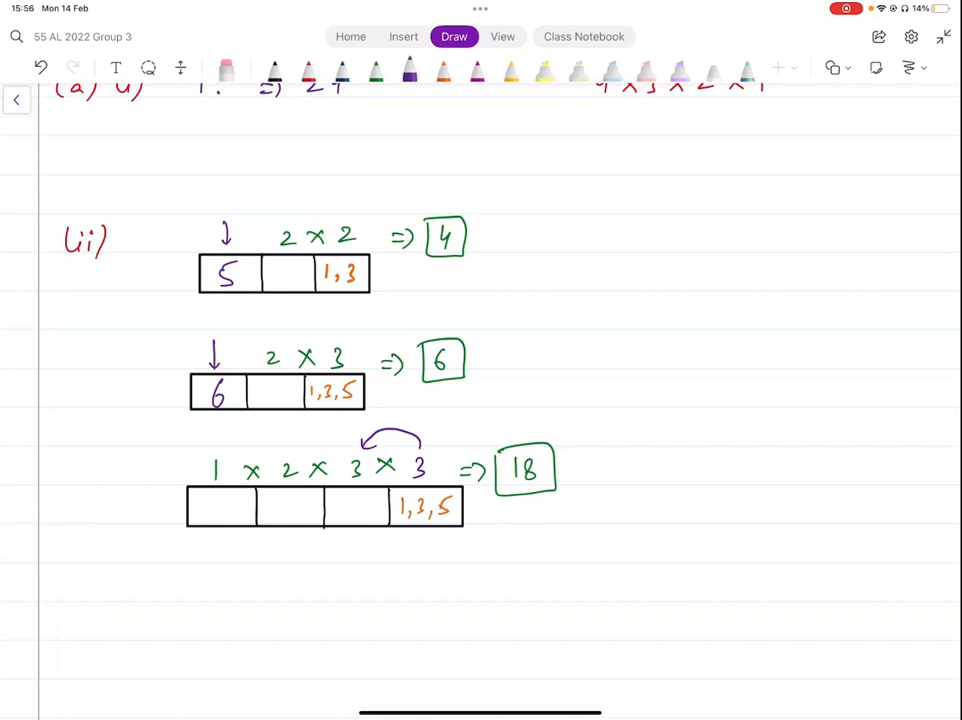 15:56 Mon 14 Feb 14%
55 AL 2022 Group 3 Home Insert Draw View Class Notebook
(ii) 2 × 2 => 4
5 1,3
2 × 3 => 6
6 1,3,5
1 × 2 × 3 × 3 => 18
1,3,5